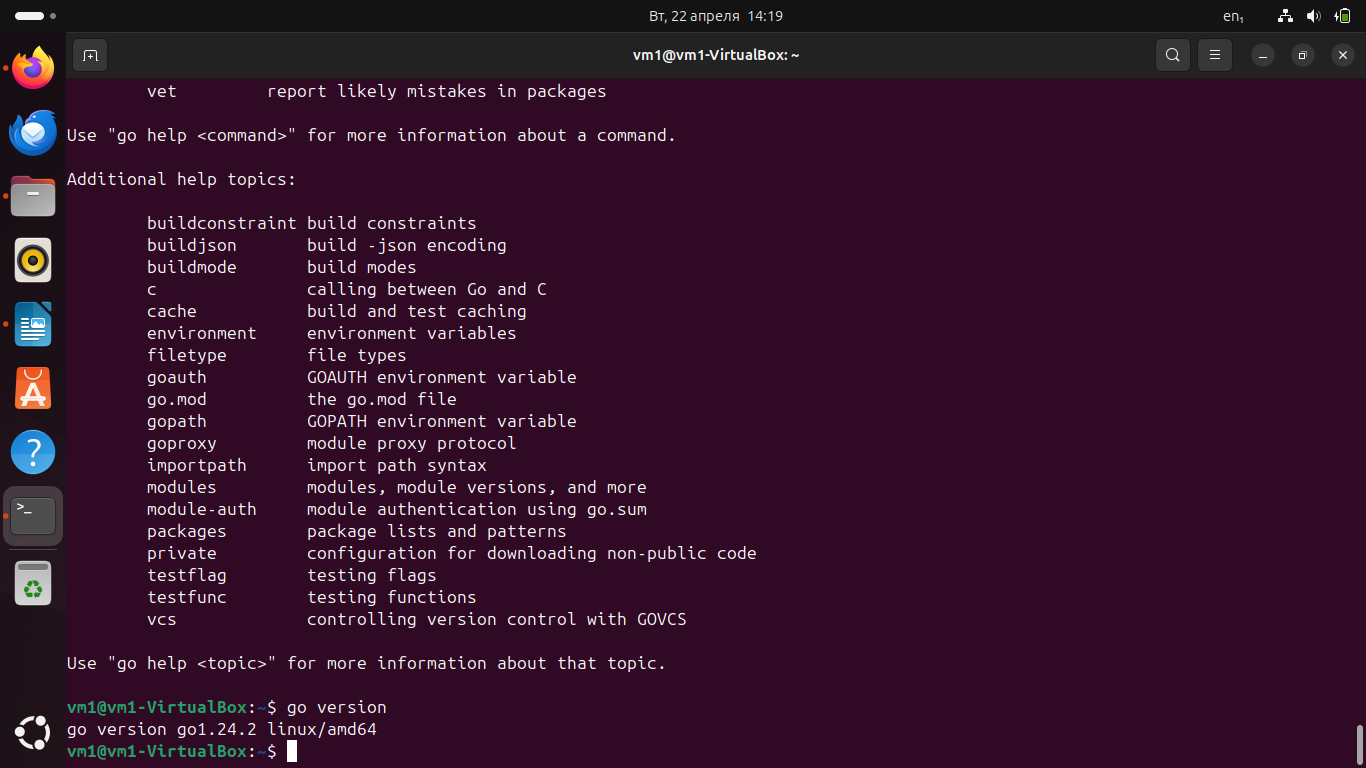 Вт, 22 апреля 14:19
en₁
vm1@vm1-VirtualBox: ~
vet report likely mistakes in packages
Use "go help <command>" for more information about a command.
Additional help topics:
buildconstraint build constraints
buildjson build -json encoding
buildmode build modes
c calling between Go and C
cache build and test caching
environment environment variables
filetype file types
goauth GOAUTH environment variable
go.mod the go.mod file
gopath GOPATH environment variable
goproxy module proxy protocol
importpath import path syntax
modules modules, module versions, and more
module-auth module authentication using go.sum
packages package lists and patterns
private configuration for downloading non-public code
testflag testing flags
testfunc testing functions
vcs controlling version control with GOVCS
Use "go help <topic>" for more information about that topic.
vm1@vm1-VirtualBox:~$ go version
go version go1.24.2 linux/amd64
vm1@vm1-VirtualBox:~$